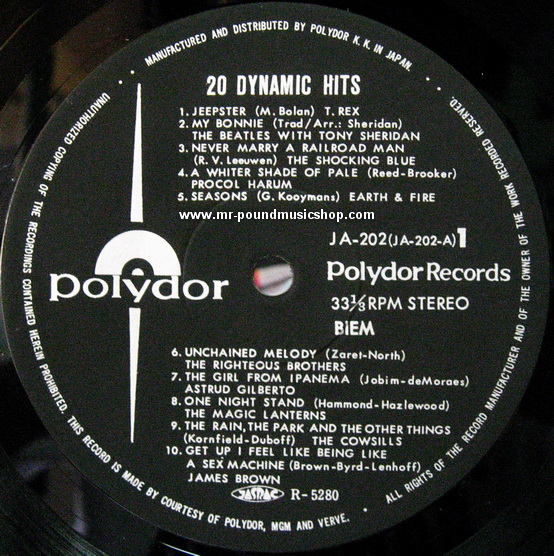 MANUFACTURED AND DISTRIBUTED BY POLYDOR K. K. IN JAPAN.
20 DYNAMIC HITS
1. JEEPSTER (M. Bolan) T. REX
2. MY BONNIE (Trad/Arr.: Sheridan)
THE BEATLES WITH TONY SHERIDAN
3. NEVER MARRY A RAILROAD MAN
(R. V. Leeuwen) THE SHOCKING BLUE
4. A WHITER SHADE OF PALE (Reed-Brooker)
PROCOL HARUM
5. SEASONS (G. Kooymans) EARTH & FIRE
www.mr-poundmusicshop.com
JA-202(JA-202-A)1
polydor
Polydor Records
33⅓RPM STEREO
BIEM
6. UNCHAINED MELODY (Zaret-North)
THE RIGHTEOUS BROTHERS
7. THE GIRL FROM IPANEMA (Jobim-deMoraes)
ASTRUD GILBERTO
8. ONE NIGHT STAND (Hammond-Hazlewood)
THE MAGIC LANTERNS
9. THE RAIN, THE PARK AND THE OTHER THINGS
(Kornfield-Duboff) THE COWSILLS
10. GET UP I FEEL LIKE BEING LIKE
A SEX MACHINE (Brown-Byrd-Lenhoff)
JAMES BROWN
JASRAC R-5280
UNAUTHORIZED COPYING OF THE RECORDINGS CONTAINED HEREIN PROHIBITED. THIS RECORD IS MADE BY COURTESY OF POLYDOR, MGM AND VERVE.
ALL RIGHTS OF THE RECORD MANUFACTURER AND OF THE OWNER OF THE WORK RECORDED RESERVED.